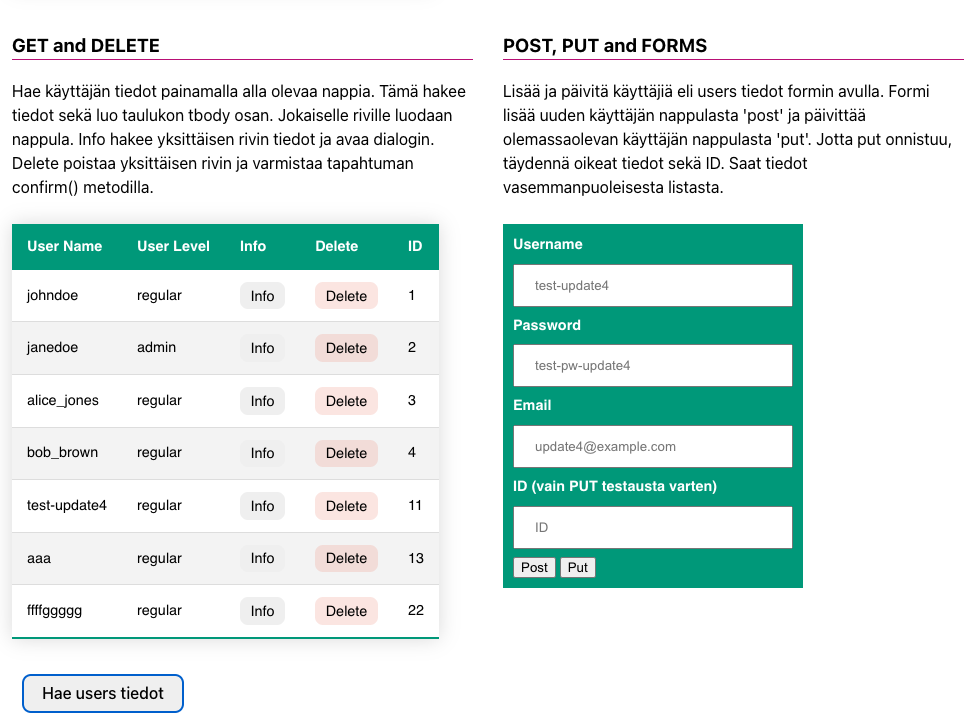 GET and DELETE
Hae käyttäjän tiedot painamalla alla olevaa nappia. Tämä hakee
tiedot sekä luo taulukon tbody osan. Jokaiselle riville luodaan
nappula. Info hakee yksittäisen rivin tiedot ja avaa dialogin.
Delete poistaa yksittäisen rivin ja varmistaa tapahtuman
confirm() metodilla.
User Name User Level Info Delete ID
johndoe regular Info Delete 1
janedoe admin Info Delete 2
alice_jones regular Info Delete 3
bob_brown regular Info Delete 4
test-update4 regular Info Delete 11
aaa regular Info Delete 13
ffffggggg regular Info Delete 22
Hae users tiedot
POST, PUT and FORMS
Lisää ja päivitä käyttäjiä eli users tiedot formin avulla. Formi
lisää uuden käyttäjän nappulasta 'post' ja päivittää
olemassaolevan käyttäjän nappulasta 'put'. Jotta put onnistuu,
täydennä oikeat tiedot sekä ID. Saat tiedot
vasemmanpuoleisesta listasta.
Username
test-update4
Password
test-pw-update4
Email
update4@example.com
ID (vain PUT testausta varten)
ID
Post Put